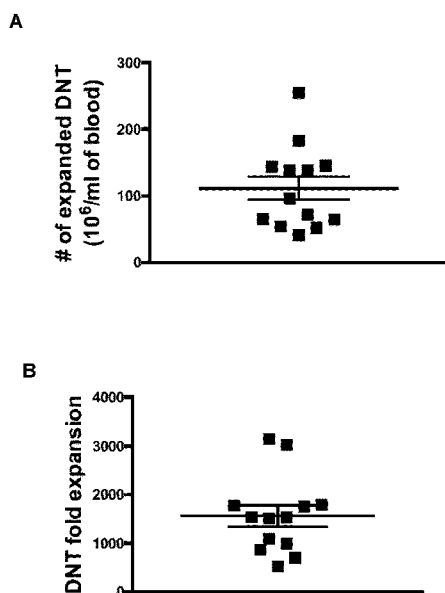 A
# of expanded DNT
(10⁶/ml of blood)
300
200
100
0
B
DNT fold expansion
4000
3000
2000
1000
0